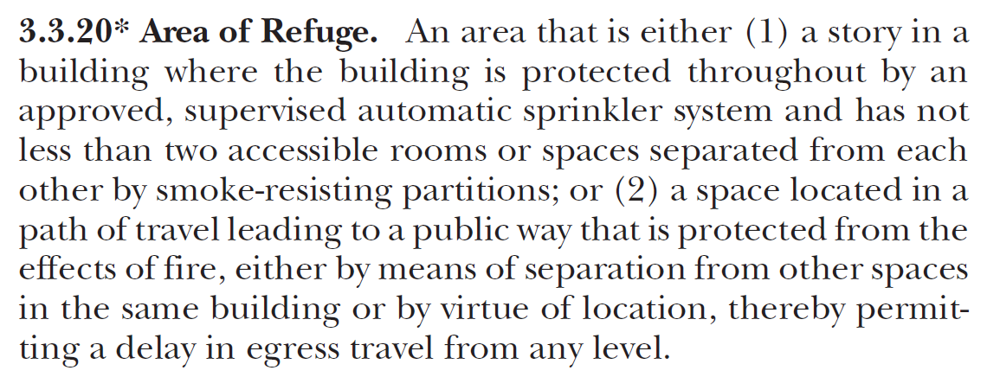 3.3.20* Area of Refuge. An area that is either (1) a story in a
building where the building is protected throughout by an
approved, supervised automatic sprinkler system and has not
less than two accessible rooms or spaces separated from each
other by smoke-resisting partitions; or (2) a space located in a
path of travel leading to a public way that is protected from the
effects of fire, either by means of separation from other spaces
in the same building or by virtue of location, thereby permit-
ting a delay in egress travel from any level.